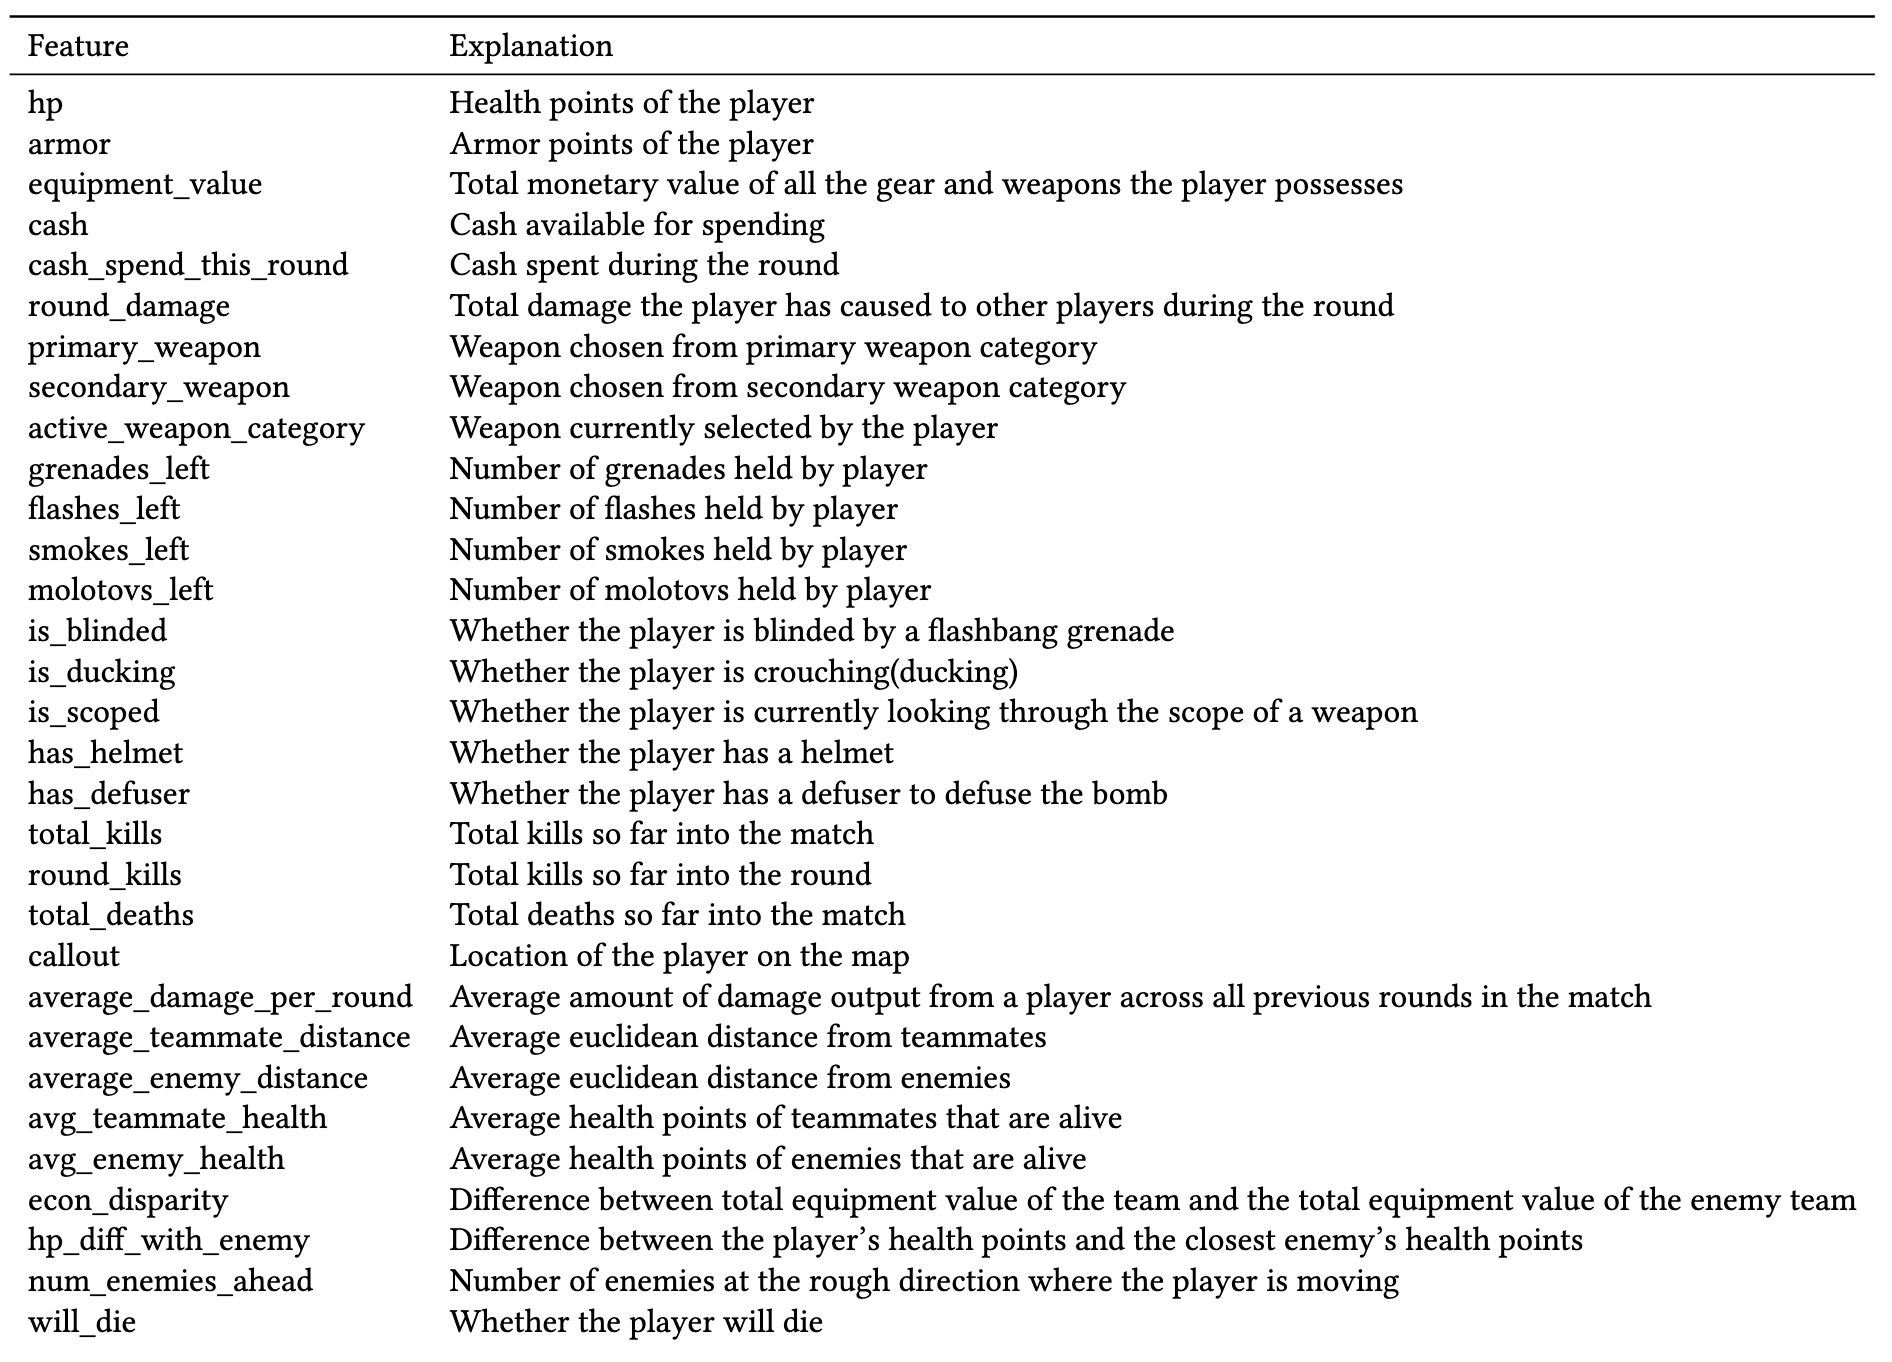 Feature Explanation
hp Health points of the player
armor Armor points of the player
equipment_value Total monetary value of all the gear and weapons the player possesses
cash Cash available for spending
cash_spend_this_round Cash spent during the round
round_damage Total damage the player has caused to other players during the round
primary_weapon Weapon chosen from primary weapon category
secondary_weapon Weapon chosen from secondary weapon category
active_weapon_category Weapon currently selected by the player
grenades_left Number of grenades held by player
flashes_left Number of flashes held by player
smokes_left Number of smokes held by player
molotovs_left Number of molotovs held by player
is_blinded Whether the player is blinded by a flashbang grenade
is_ducking Whether the player is crouching(ducking)
is_scoped Whether the player is currently looking through the scope of a weapon
has_helmet Whether the player has a helmet
has_defuser Whether the player has a defuser to defuse the bomb
total_kills Total kills so far into the match
round_kills Total kills so far into the round
total_deaths Total deaths so far into the match
callout Location of the player on the map
average_damage_per_round Average amount of damage output from a player across all previous rounds in the match
average_teammate_distance Average euclidean distance from teammates
average_enemy_distance Average euclidean distance from enemies
avg_teammate_health Average health points of teammates that are alive
avg_enemy_health Average health points of enemies that are alive
econ_disparity Difference between total equipment value of the team and the total equipment value of the enemy team
hp_diff_with_enemy Difference between the player’s health points and the closest enemy’s health points
num_enemies_ahead Number of enemies at the rough direction where the player is moving
will_die Whether the player will die